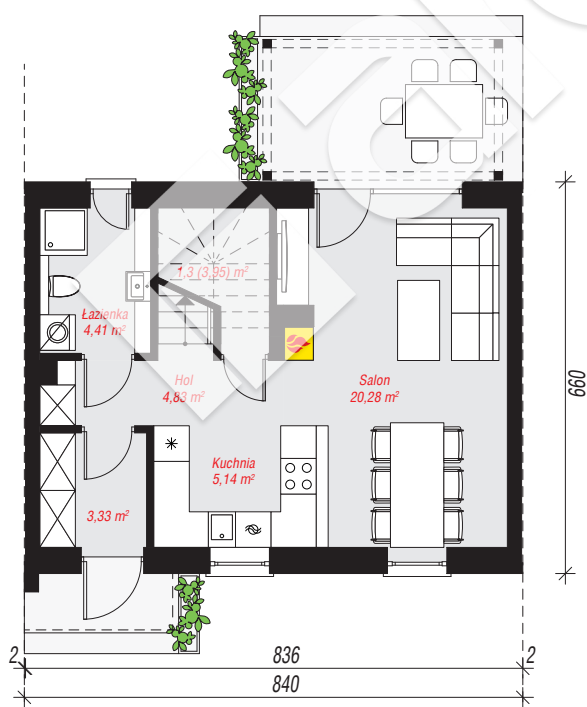 1,3 (3,95) m²
Łazienka
4,41 m²
Hol
4,83 m²
Salon
20,28 m²
Kuchnia
5,14 m²
3,33 m²
660
2
836
2
840